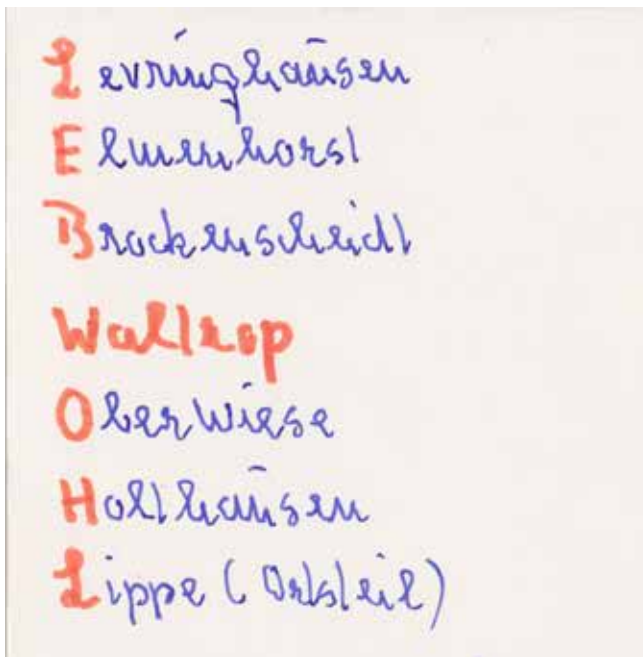 Levringhausen
Elmenhorst
Brockenscheidt
Waltrop
Oberwiese
Holthausen
Lippe (Ortsteil)